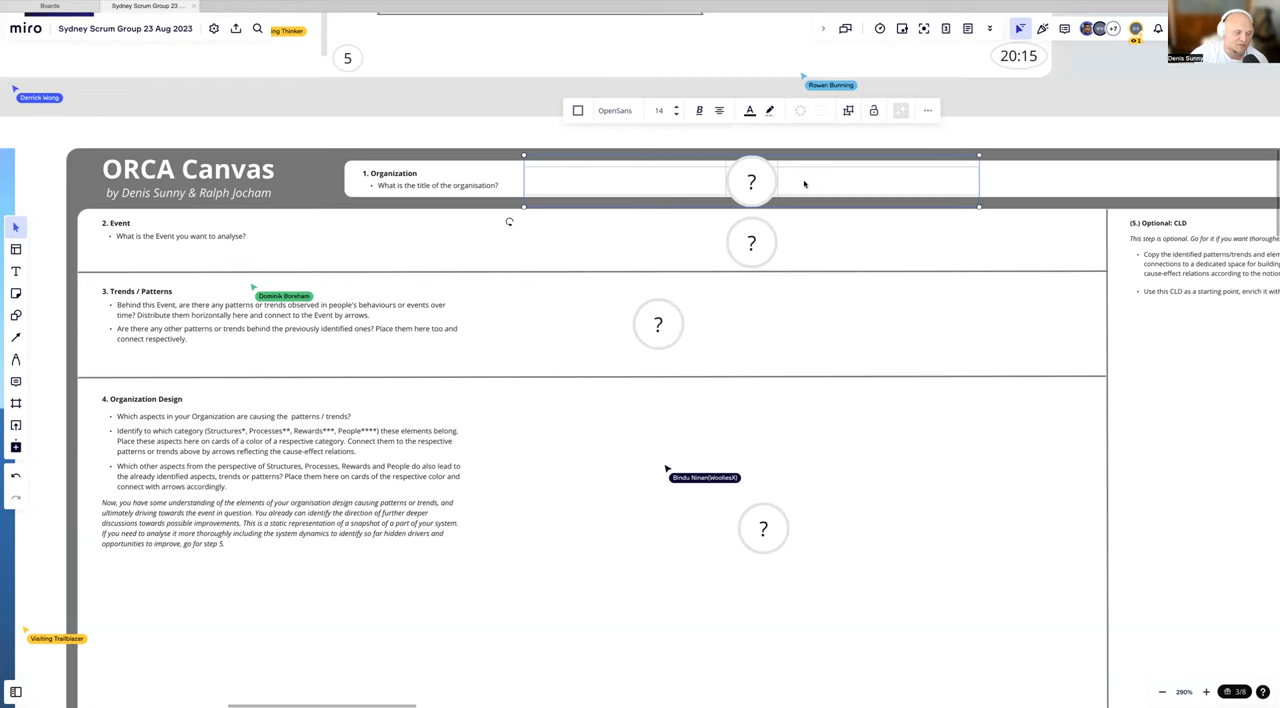 Boards
Sydney Scrum Group 23 ...
miro
Sydney Scrum Group 23 Aug 2023
ng Thinker
5
+7
1
20:15
Denis Sunny
Derrick Wong
Rowan Bunning
OpenSans
14
B
A
ORCA Canvas
by Denis Sunny & Ralph Jocham
1. Organization
• What is the title of the organisation?
?
2. Event
• What is the Event you want to analyse?
?
3. Trends / Patterns
Dominik Boreham
• Behind this Event, are there any patterns or trends observed in people's behaviours or events over
time? Distribute them horizontally here and connect to the Event by arrows.
• Are there any other patterns or trends behind the previously identified ones? Place them here too and
connect respectively.
?
4. Organization Design
• Which aspects in your Organization are causing the patterns / trends?
• Identify to which category (Structures*, Processes**, Rewards***, People****) these elements belong.
Place these aspects here on cards of a color of a respective category. Connect them to the respective
patterns or trends above by arrows reflecting the cause-effect relations.
• Which other aspects from the perspective of Structures, Processes, Rewards and People do also lead to
the already identified aspects, trends or patterns? Place them here on cards of the respective color and
connect with arrows accordingly.
Now, you have some understanding of the elements of your organisation design causing patterns or trends, and
ultimately driving towards the event in question. You already can identify the direction of further deeper
discussions towards possible improvements. This is a static representation of a snapshot of a part of your system.
If you need to analyse it more thoroughly including the system dynamics to identify so far hidden drivers and
opportunities to improve, go for step 5.
Bindu Ninan(WooliesX)
?
(5.) Optional: CLD
This step is optional. Go for it if you want thoroughe
• Copy the identified patterns/trends and elem
connections to a dedicated space for building
cause-effect relations according to the notion
• Use this CLD as a starting point, enrich it with
Visiting Trailblazer
290%
3/8
?